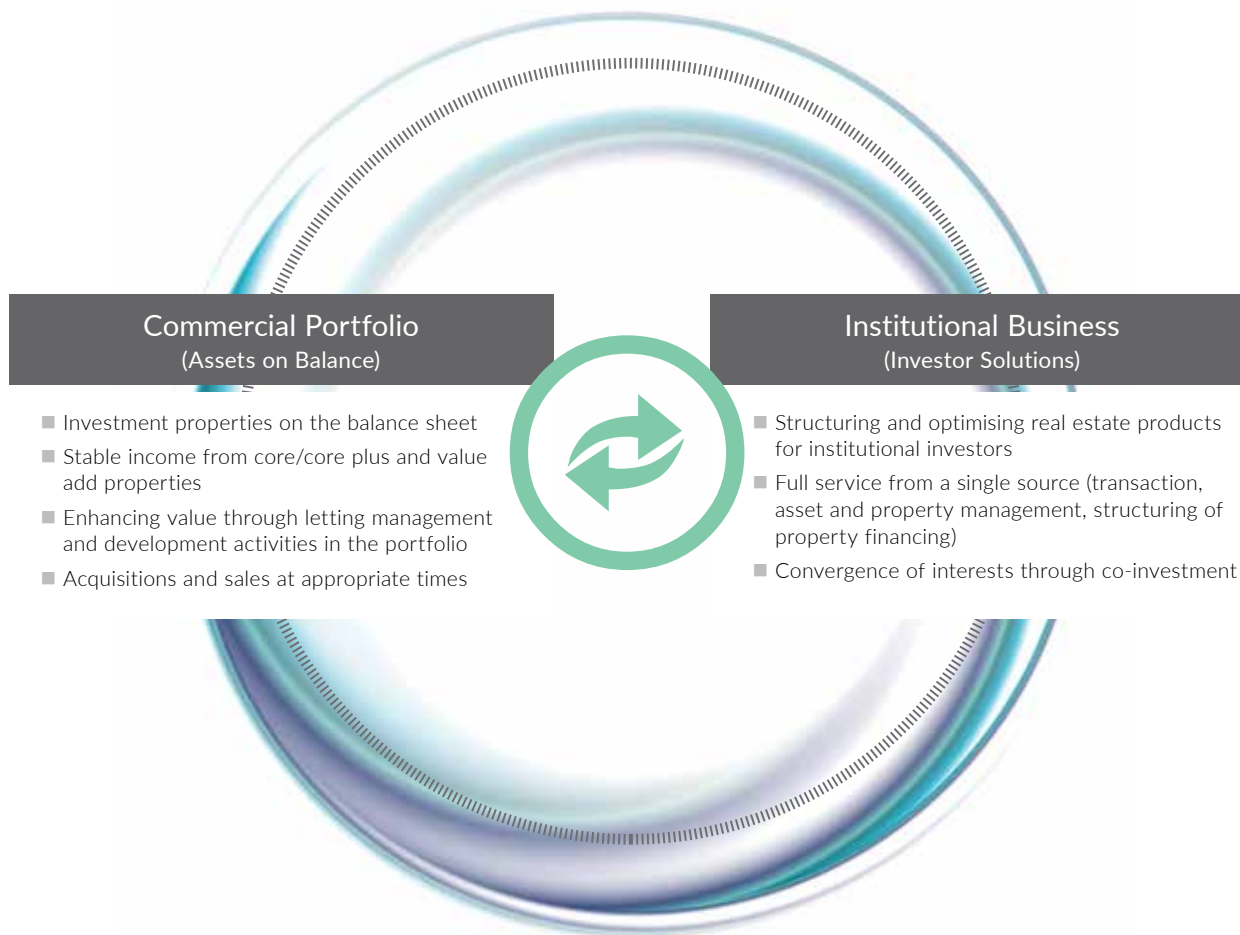 Commercial Portfolio
(Assets on Balance)
■ Investment properties on the balance sheet
■ Stable income from core/core plus and value
add properties
■ Enhancing value through letting management
and development activities in the portfolio
■ Acquisitions and sales at appropriate times
Institutional Business
(Investor Solutions)
■ Structuring and optimising real estate products
for institutional investors
■ Full service from a single source (transaction,
asset and property management, structuring of
property financing)
■ Convergence of interests through co-investment